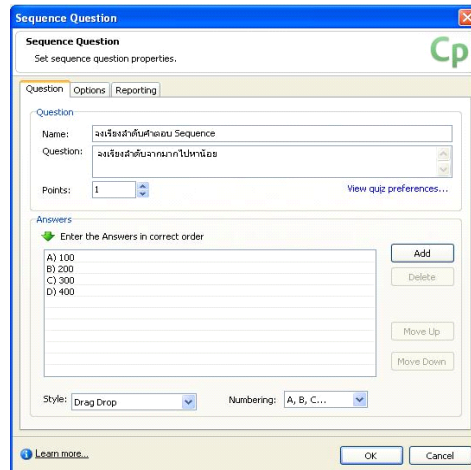 Sequence Question
Sequence Question
Set sequence question properties.
Cp
Question Options Reporting
Question
Name: จงเรียงลำดับคำตอบ Sequence
Question: จงเรียงลำดับจากมากไปหาน้อย
Points: 1
View quiz preferences...
Answers
Enter the Answers in correct order
A) 100
B) 200
C) 300
D) 400
Add
Delete
Move Up
Move Down
Style: Drag Drop Numbering: A, B, C...
Learn more... OK Cancel